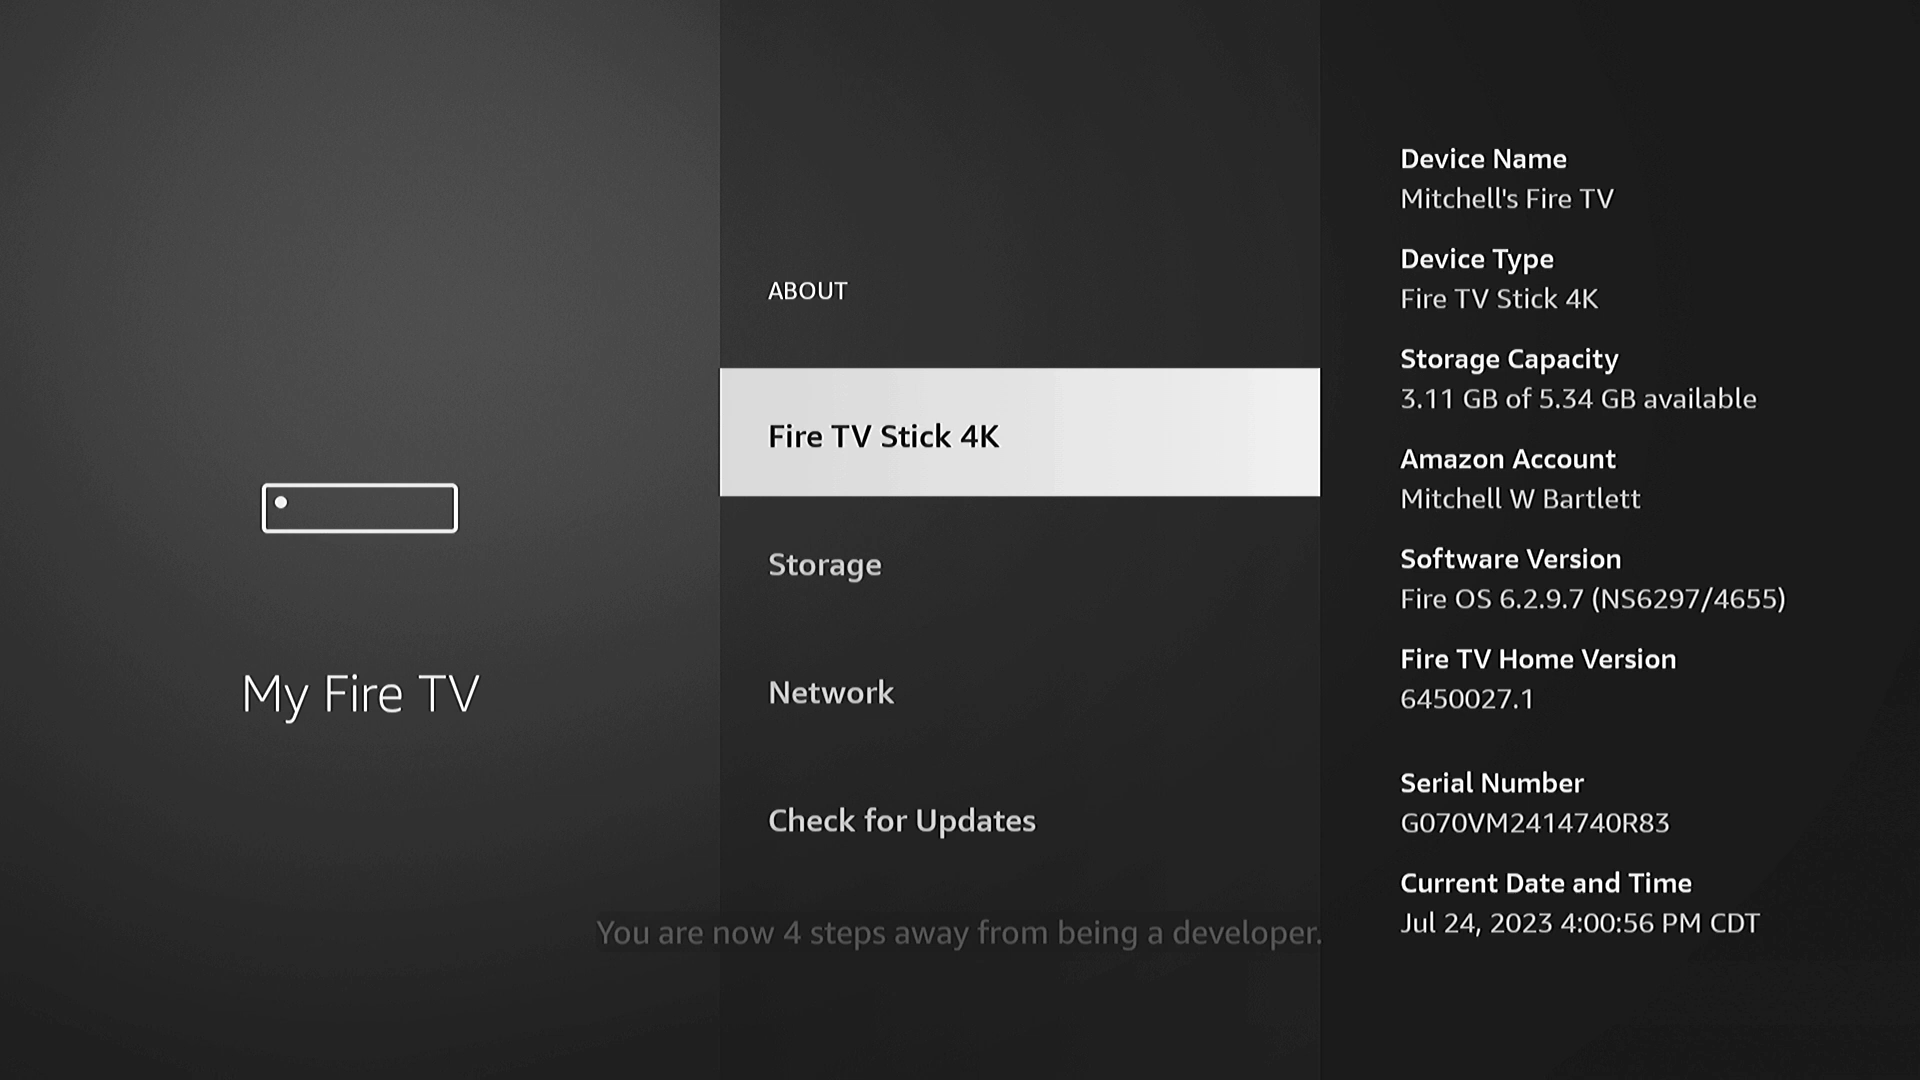 My Fire TV
ABOUT
Fire TV Stick 4K
Storage
Network
Check for Updates
You are now 4 steps away from being a developer.
Device Name
Mitchell's Fire TV
Device Type
Fire TV Stick 4K
Storage Capacity
3.11 GB of 5.34 GB available
Amazon Account
Mitchell W Bartlett
Software Version
Fire OS 6.2.9.7 (NS6297/4655)
Fire TV Home Version
6450027.1
Serial Number
G070VM2414740R83
Current Date and Time
Jul 24, 2023 4:00:56 PM CDT